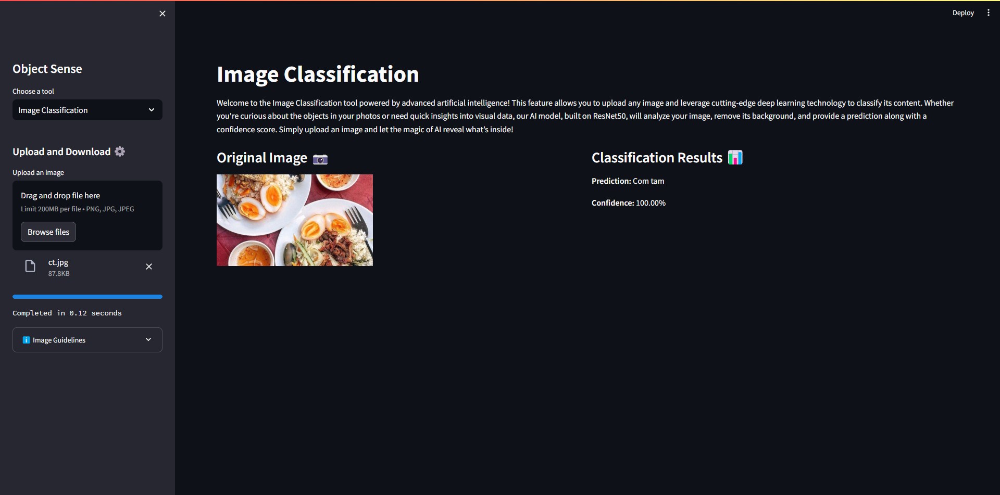 Deploy
Object Sense
Choose a tool
Image Classification
Upload and Download
Upload an image
Drag and drop file here
Limit 200MB per file • PNG, JPG, JPEG
Browse files
ct.jpg
87.8KB
Completed in 0.12 seconds
Image Guidelines
Image Classification
Welcome to the Image Classification tool powered by advanced artificial intelligence! This feature allows you to upload any image and leverage cutting-edge deep learning technology to classify its content. Whether
you're curious about the objects in your photos or need quick insights into visual data, our AI model, built on ResNet50, will analyze your image, remove its background, and provide a prediction along with a
confidence score. Simply upload an image and let the magic of AI reveal what’s inside!
Original Image
Classification Results
Prediction: Com tam
Confidence: 100.00%